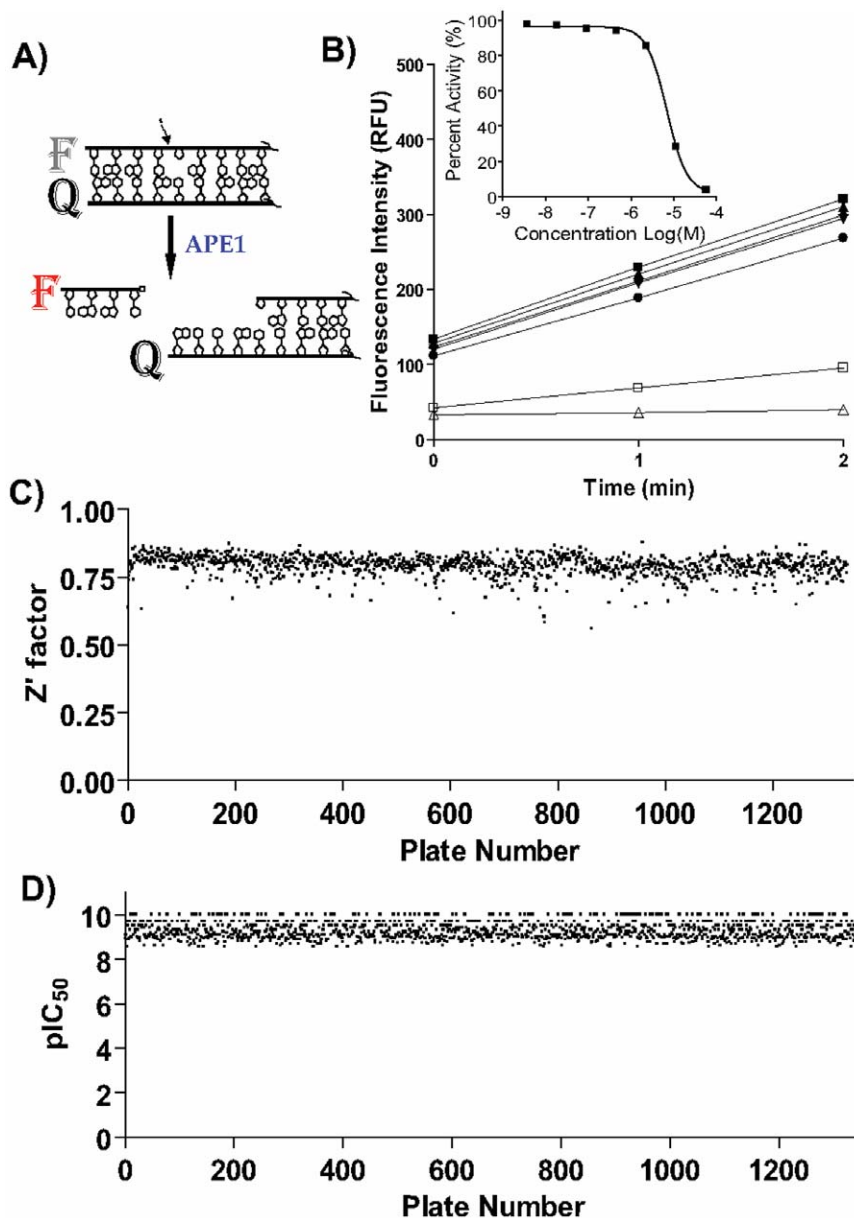 A)
F
Q
APE1
F
Q
B)
Fluorescence Intensity (RFU)
500
400
300
200
100
0
0 1 2
Time (min)
Percent Activity (%)
100
80
60
40
20
0
-9 -8 -7 -6 -5 -4
Concentration Log(M)
C)
Z' factor
1.00
0.75
0.50
0.25
0.00
0 200 400 600 800 1000 1200
Plate Number
D)
pIC50
10
8
6
4
2
0
0 200 400 600 800 1000 1200
Plate Number